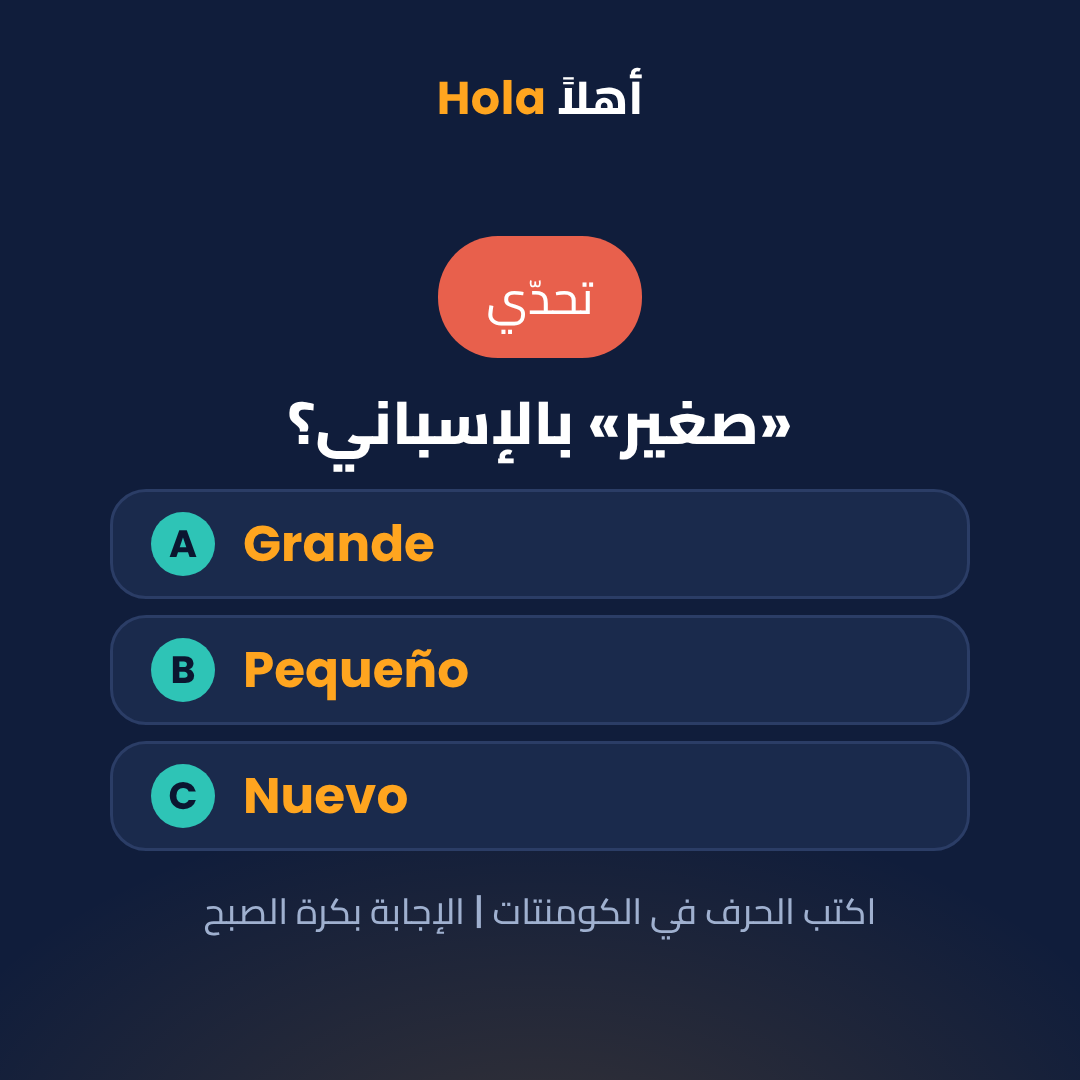 أهلاً Hola
تحدّي
«صغير» بالإسباني؟
A Grande
B Pequeño
C Nuevo
اكتب الحرف في الكومنتات | الإجابة بكرة الصبح